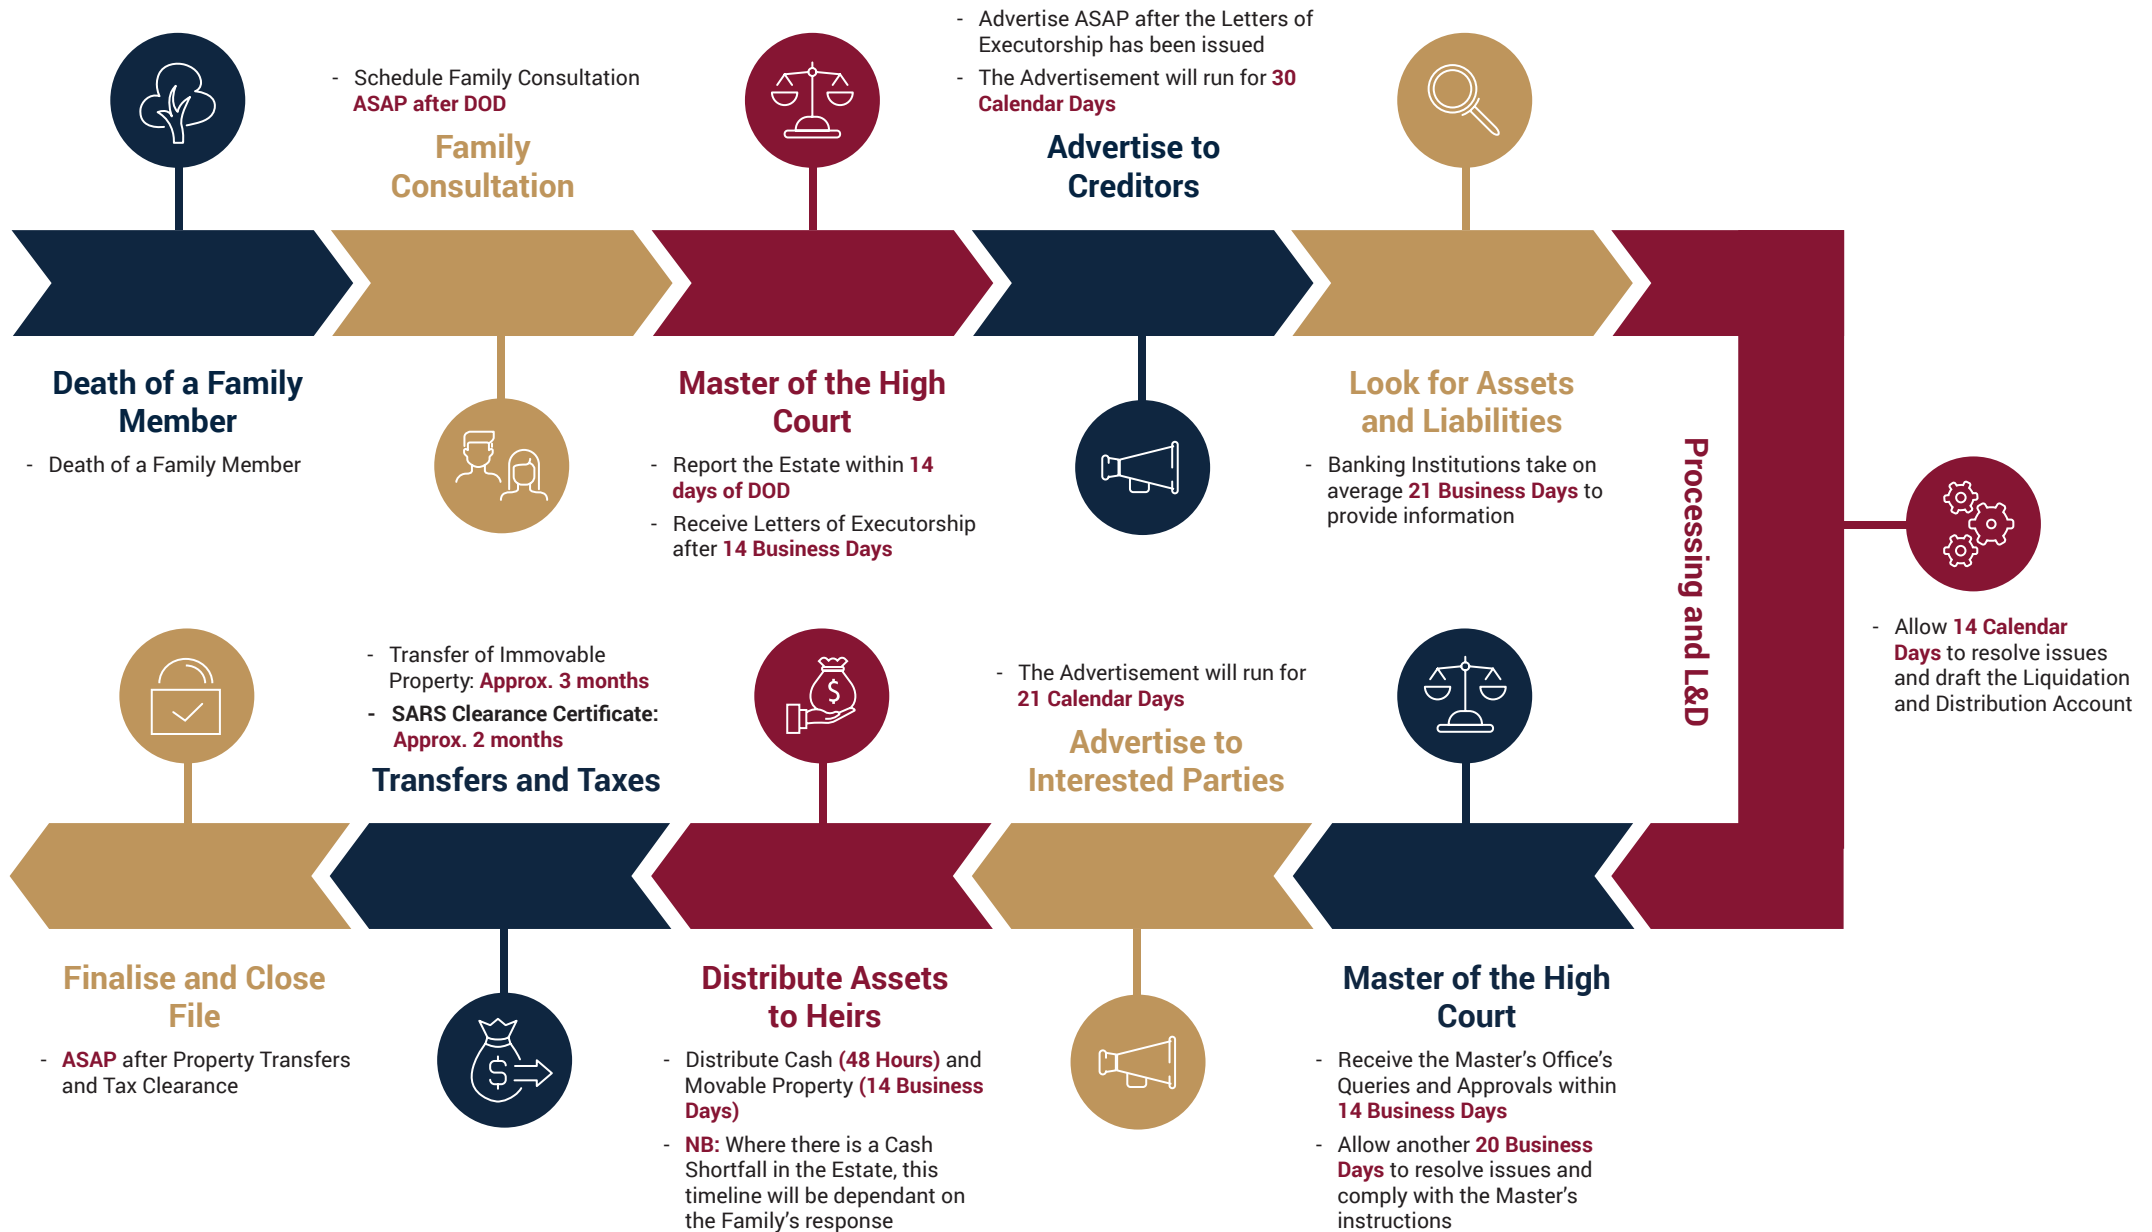 Death of a Family
Member
- Death of a Family Member
- Schedule Family Consultation
ASAP after DOD
Family
Consultation
Master of the High
Court
- Report the Estate within 14
days of DOD
- Receive Letters of Executorship
after 14 Business Days
- Advertise ASAP after the Letters of
Executorship has been issued
- The Advertisement will run for 30
Calendar Days
Advertise to
Creditors
Look for Assets
and Liabilities
- Banking Institutions take on
average 21 Business Days to
provide information
Processing and L&D
- Allow 14 Calendar
Days to resolve issues
and draft the Liquidation
and Distribution Account
Master of the High
Court
- Receive the Master’s Office’s
Queries and Approvals within
14 Business Days
- Allow another 20 Business
Days to resolve issues and
comply with the Master’s
instructions
- The Advertisement will run for
21 Calendar Days
Advertise to
Interested Parties
$
Distribute Assets
to Heirs
- Distribute Cash (48 Hours) and
Movable Property (14 Business
Days)
- NB: Where there is a Cash
Shortfall in the Estate, this
timeline will be dependant on
the Family’s response
- Transfer of Immovable
Property: Approx. 3 months
- SARS Clearance Certificate:
Approx. 2 months
Transfers and Taxes
$
Finalise and Close
File
- ASAP after Property Transfers
and Tax Clearance